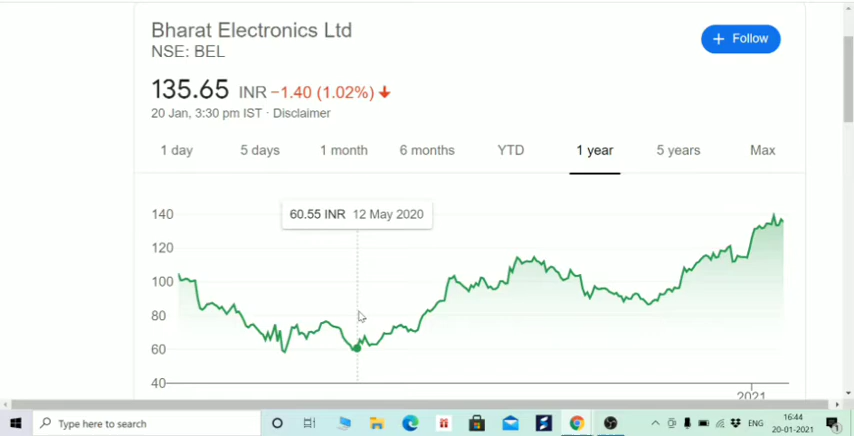 Bharat Electronics Ltd
NSE: BEL
+ Follow
135.65 INR −1.40 (1.02%)
20 Jan, 3:30 pm IST · Disclaimer
1 day 5 days 1 month 6 months YTD 1 year 5 years Max
60.55 INR 12 May 2020
140
120
100
80
60
40
2021
Type here to search
ENG
16:44
20-01-2021
1